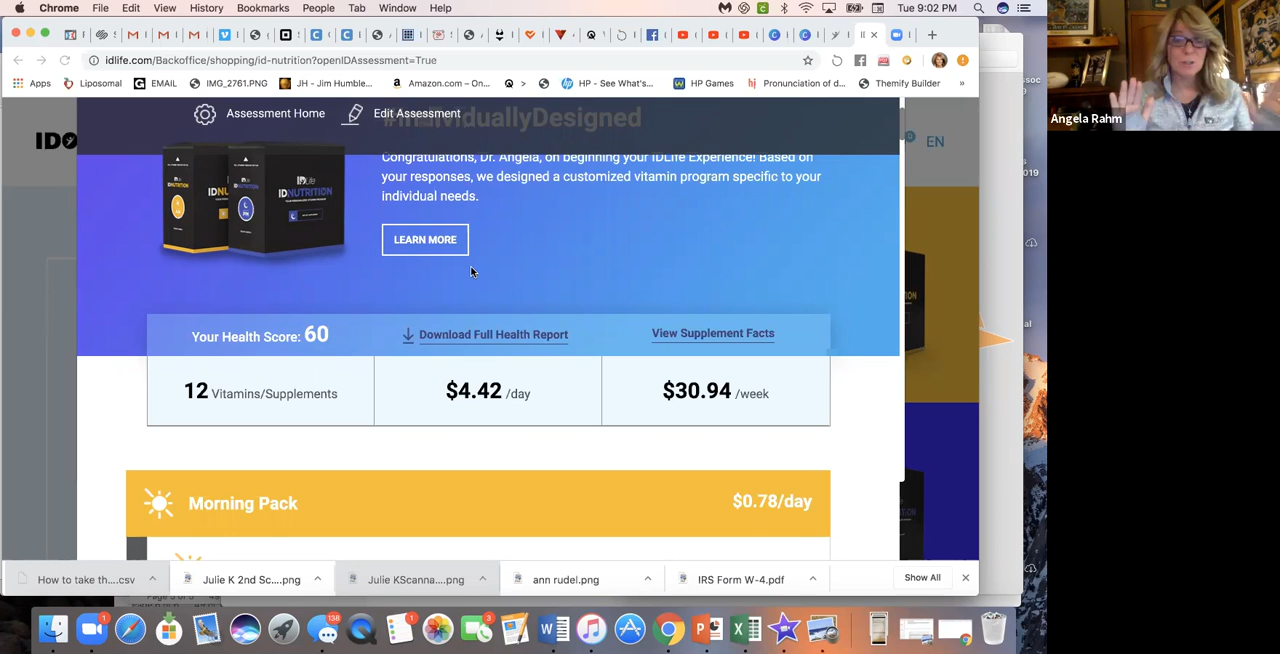 Chrome File Edit View History Bookmarks People Tab Window Help Tue 9:02 PM
idlife.com/Backoffice/shopping/id-nutrition?openIDAssessment=True
Apps Liposomal EMAIL IMG_2761.PNG JH - Jim Humble... Amazon.com – On... HP - See What's... HP Games Pronunciation of d... Themify Builder »
Angela Rahm
Assessment Home Edit Assessment
#IndividuallyDesigned
EN
Congratulations, Dr. Angela, on beginning your IDLife Experience! Based on
your responses, we designed a customized vitamin program specific to your
individual needs.
IDNUTRITION
LEARN MORE
Your Health Score: 60 Download Full Health Report View Supplement Facts
12 Vitamins/Supplements $4.42 /day $30.94 /week
Morning Pack $0.78/day
How to take th....csv Julie K 2nd Sc....png Julie KScanna....png ann rudel.png IRS Form W-4.pdf Show All
138 1 3